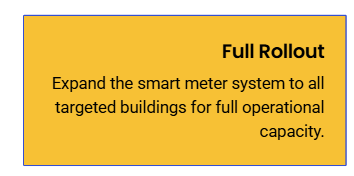 Full Rollout
Expand the smart meter system to all
targeted buildings for full operational
capacity.